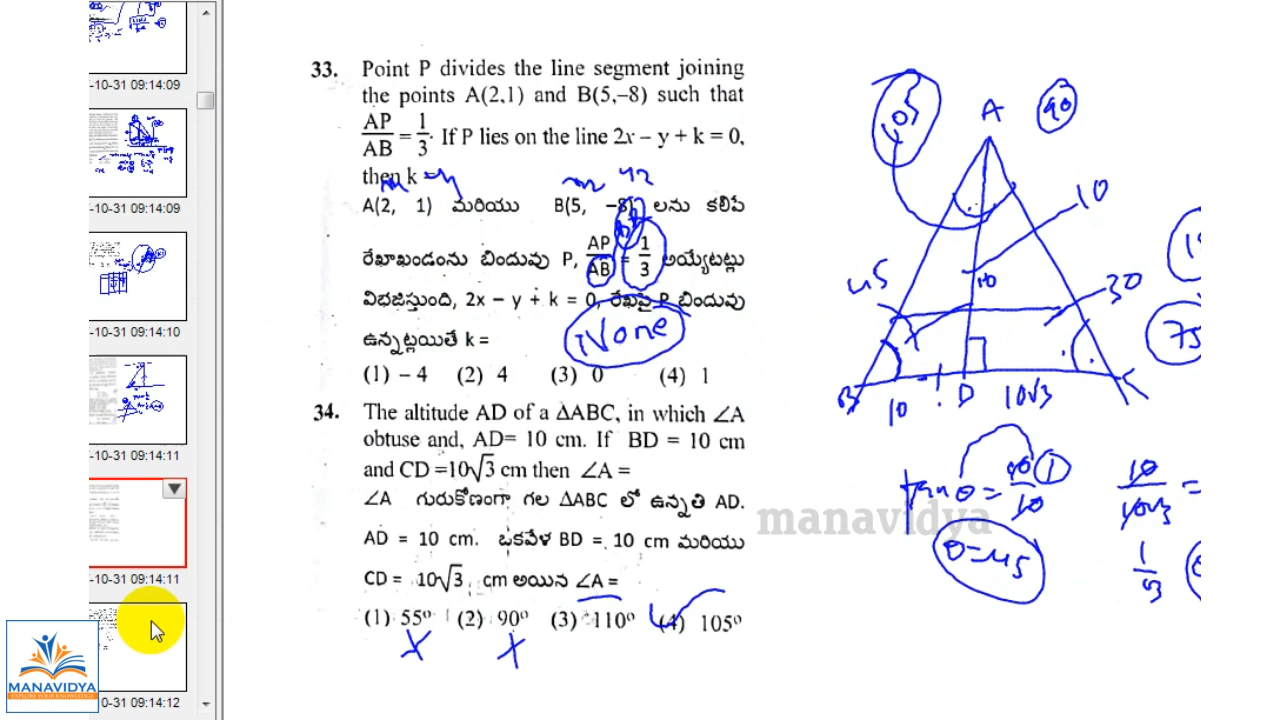 -10-31 09:14:09
-10-31 09:14:09
-10-31 09:14:10
-10-31 09:14:11
-10-31 09:14:11
-10-31 09:14:12
MANAVIDYA
33. Point P divides the line segment joining
the points A(2,1) and B(5,–8) such that
AP/AB = 1/3. If P lies on the line 2x – y + k = 0,
then k =
A(2, 1) మరియు B(5, –8) లను కలిపే
రేఖాఖండంను బిందువు P, AP/AB = 1/3 అయ్యేటట్లు
విభజిస్తుంది, 2x – y + k = 0, రేఖపై P బిందువు
ఉన్నట్లయితే k =
None
(1) – 4 (2) 4 (3) 0 (4) 1
34. The altitude AD of a ΔABC, in which ∠A
obtuse and, AD= 10 cm. If BD = 10 cm
and CD =10√3 cm then ∠A =
∠A గురుకోణంగా గల ΔABC లో ఉన్నతి AD.
AD = 10 cm. ఒకవేళ BD = 10 cm మరియు
CD = 10√3 cm అయిన ∠A =
(1) 55° (2) 90° (3) 110° (4) 105°
A 90
10
10
45 30
B 10 D 10√3 C
75
tan θ = 10/10 1
10/10√3 =
θ=45
1/√3
manavidya